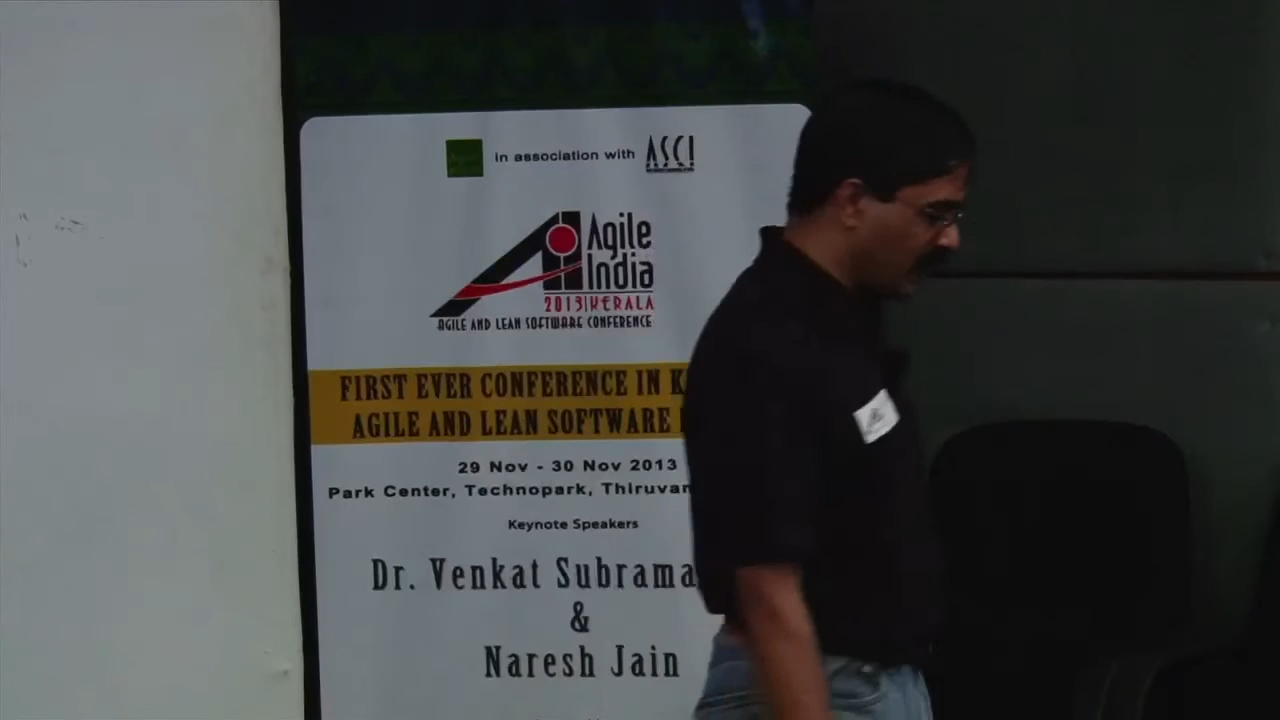 in association with ASCI
Agile
India
2013|KERALA
AGILE AND LEAN SOFTWARE CONFERENCE
FIRST EVER CONFERENCE IN
AGILE AND LEAN SOFTWARE
29 Nov - 30 Nov 2013
Park Center, Technopark,
Keynote Speakers
Dr. Venkat
&
Naresh Jain